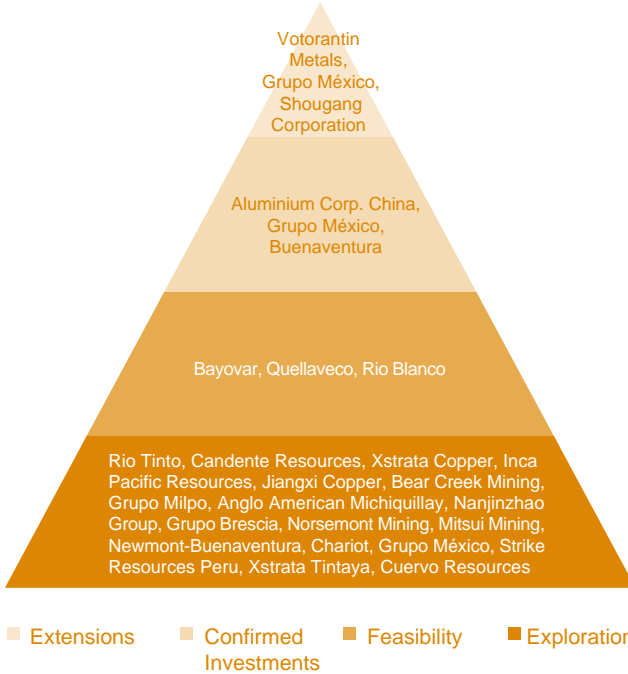 Votorantin
Metals,
Grupo México,
Shougang
Corporation
Aluminium Corp. China,
Grupo México,
Buenaventura
Bayovar, Quellaveco, Rio Blanco
Rio Tinto, Candente Resources, Xstrata Copper, Inca
Pacific Resources, Jiangxi Copper, Bear Creek Mining,
Grupo Milpo, Anglo American Michiquillay, Nanjinzhao
Group, Grupo Brescia, Norsemont Mining, Mitsui Mining,
Newmont-Buenaventura, Chariot, Grupo México, Strike
Resources Peru, Xstrata Tintaya, Cuervo Resources
Extensions
Confirmed
Investments
Feasibility
Exploration